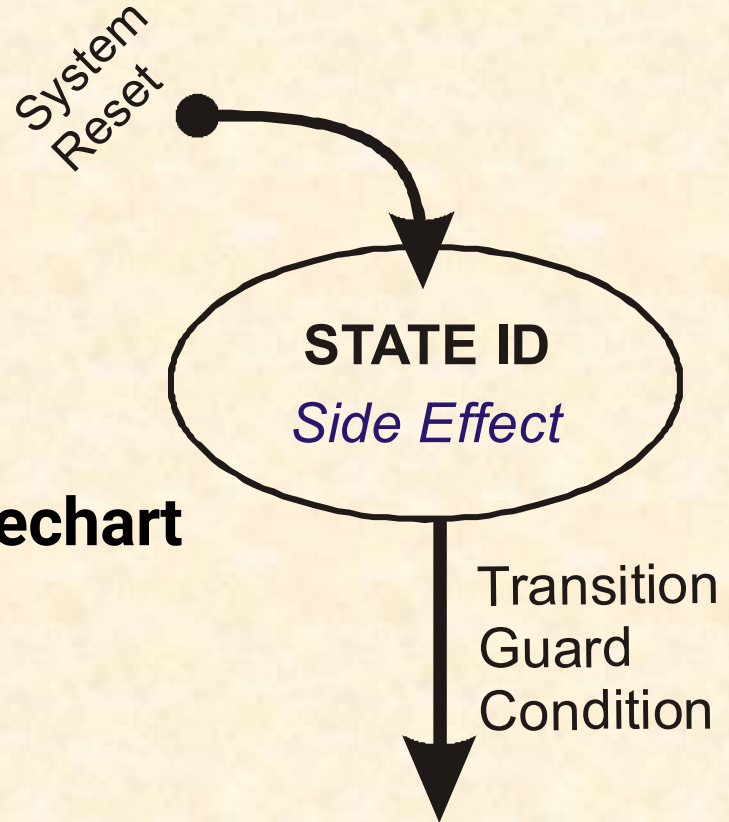 System
Reset
STATE ID
Side Effect
echart
Transition
Guard
Condition